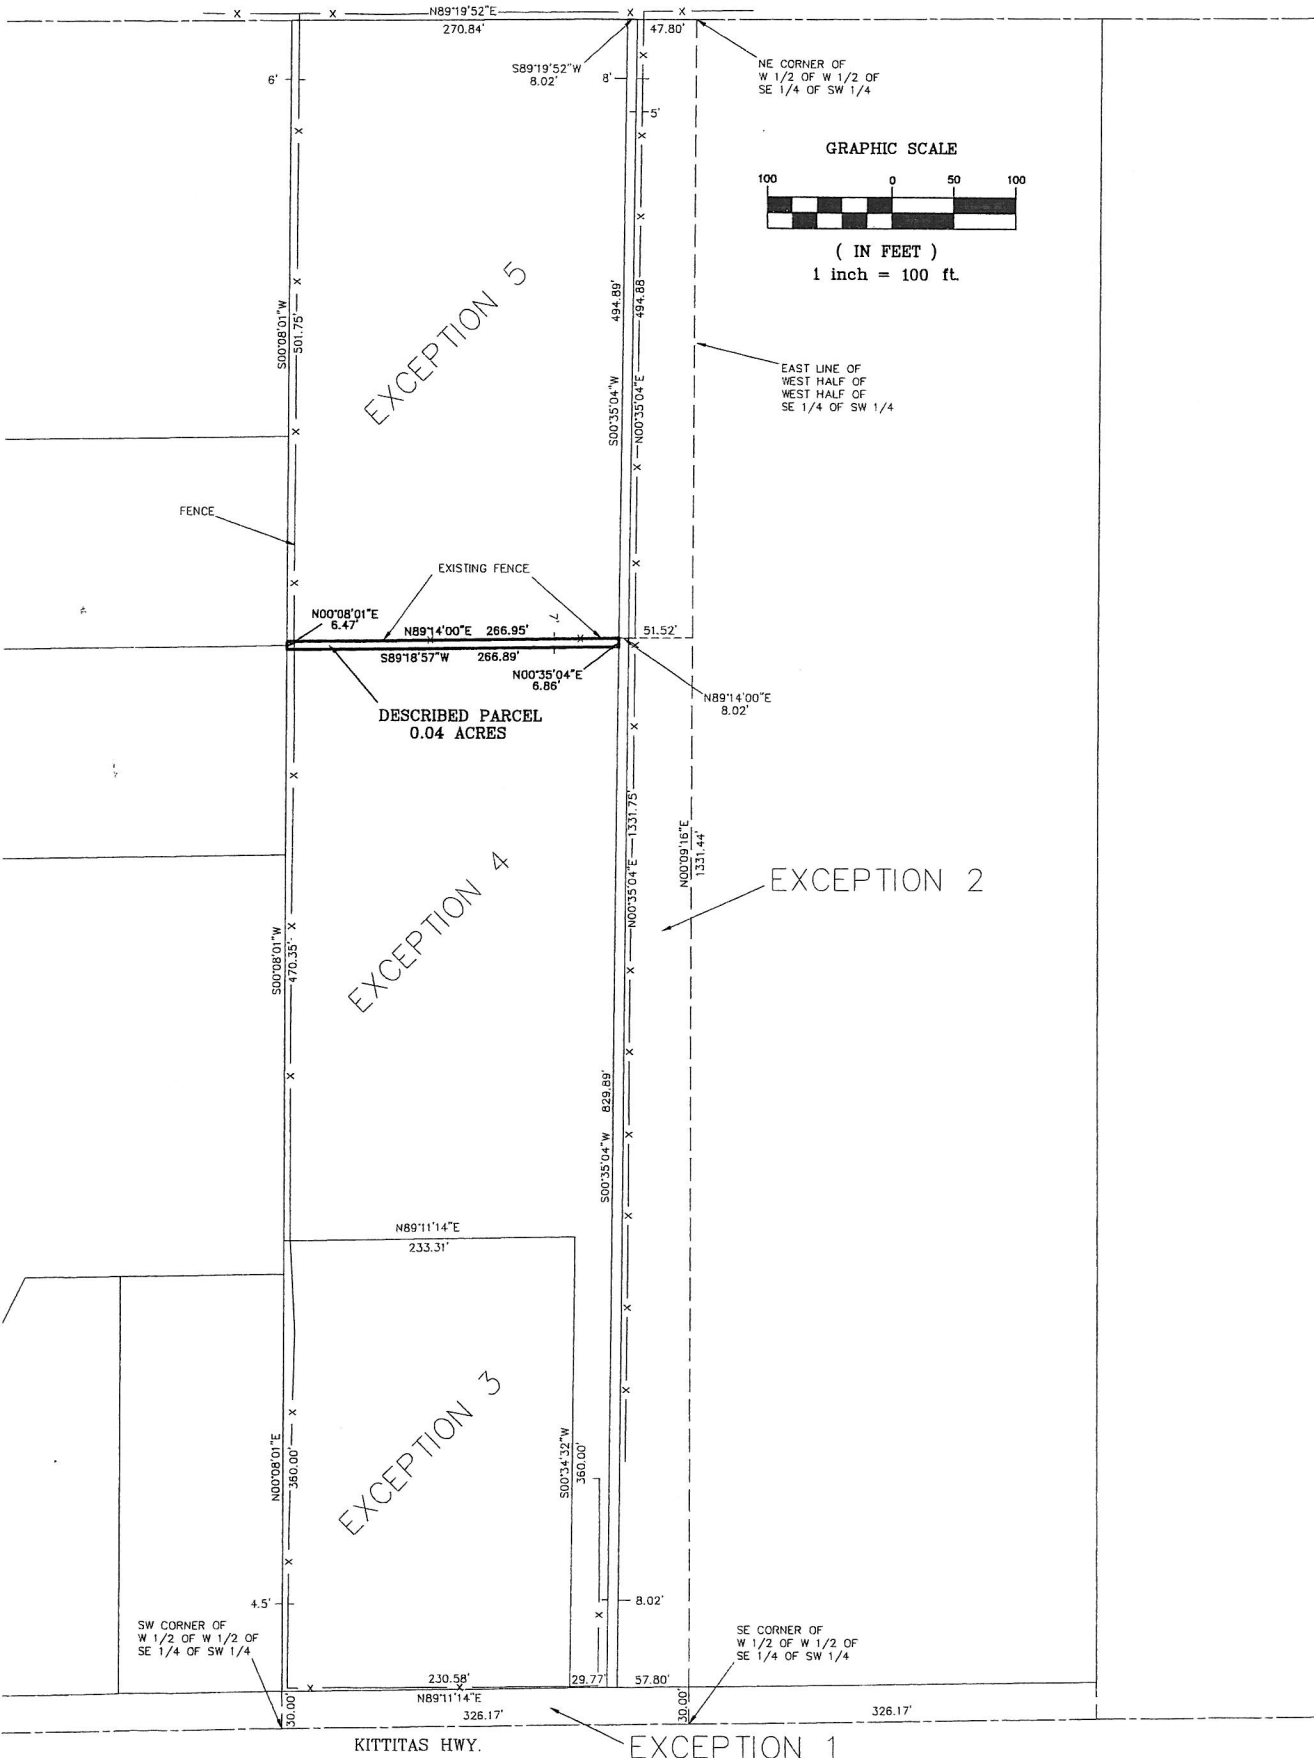 N89°19'52"E
270.84'
47.80'
S89°19'52"W
8.02'
6'
8'
5'
NE CORNER OF
W 1/2 OF W 1/2 OF
SE 1/4 OF SW 1/4
GRAPHIC SCALE
100 0 50 100
( IN FEET )
1 inch = 100 ft.
EXCEPTION 5
S00°08'01"W
501.75'
494.89'
S00°35'04"W
494.88
N00°35'04"E
EAST LINE OF
WEST HALF OF
WEST HALF OF
SE 1/4 OF SW 1/4
FENCE
EXISTING FENCE
N00°08'01"E
6.47'
N89°14'00"E 266.95'
7'
51.52'
S89°18'57"W 266.89'
N00°35'04"E
6.86'
N89°14'00"E
8.02'
DESCRIBED PARCEL
0.04 ACRES
N00°35'04"E 1331.75'
N00°09'16"E
1331.44'
EXCEPTION 2
EXCEPTION 4
S00°08'01"W
470.35'
S00°35'04"W 829.89'
N89°11'14"E
233.31'
EXCEPTION 3
N00°08'01"E
360.00'
S00°34'32"W
360.00'
4.5'
8.02'
SW CORNER OF
W 1/2 OF W 1/2 OF
SE 1/4 OF SW 1/4
SE CORNER OF
W 1/2 OF W 1/2 OF
SE 1/4 OF SW 1/4
230.58'
29.77'
57.80'
N89°11'14"E
30.00'
326.17'
30.00'
326.17'
KITTITAS HWY.
EXCEPTION 1